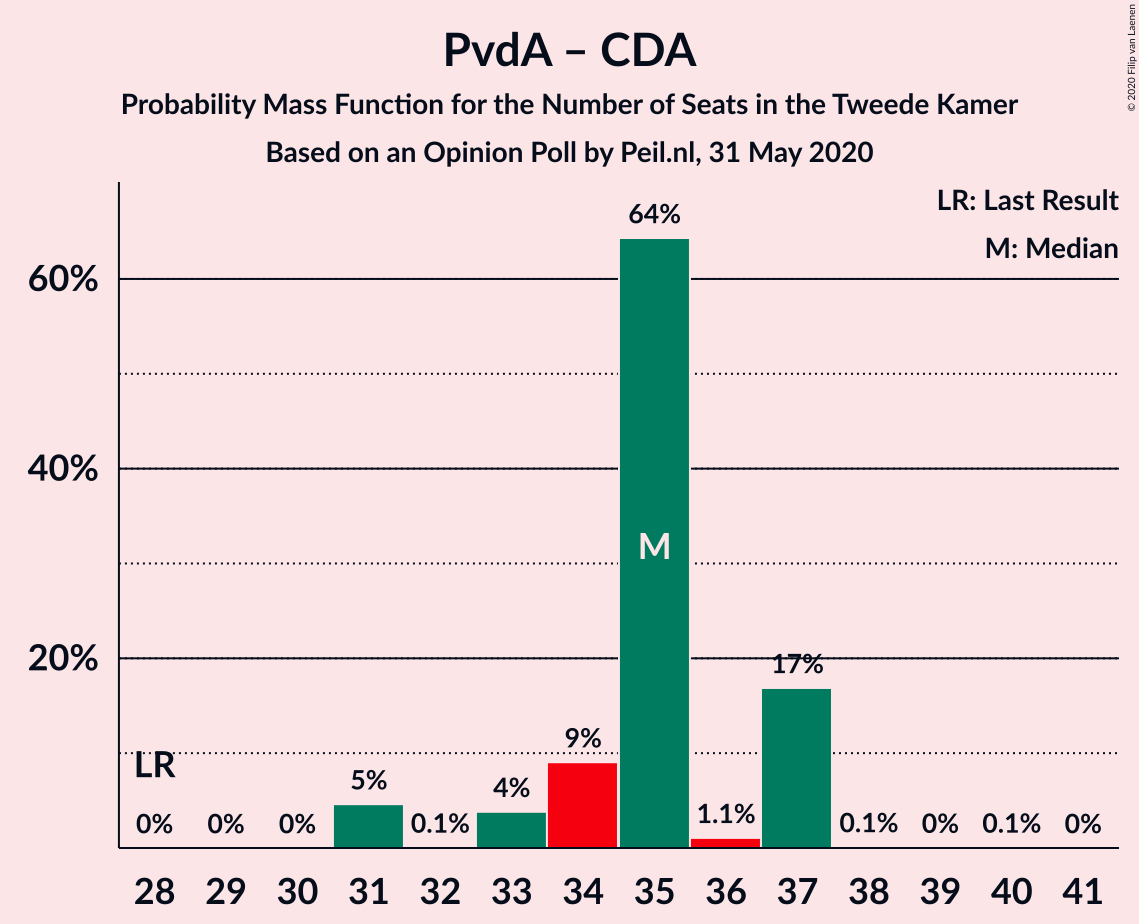 PvdA – CDA
Probability Mass Function for the Number of Seats in the Tweede Kamer
Based on an Opinion Poll by Peil.nl, 31 May 2020
© 2020 Filip van Laenen
LR: Last Result
M: Median
60%
40%
20%
64%
M
17%
9%
LR
5%
4%
1.1%
0% 0% 0% 0.1% 0.1% 0% 0.1% 0%
28 29 30 31 32 33 34 35 36 37 38 39 40 41